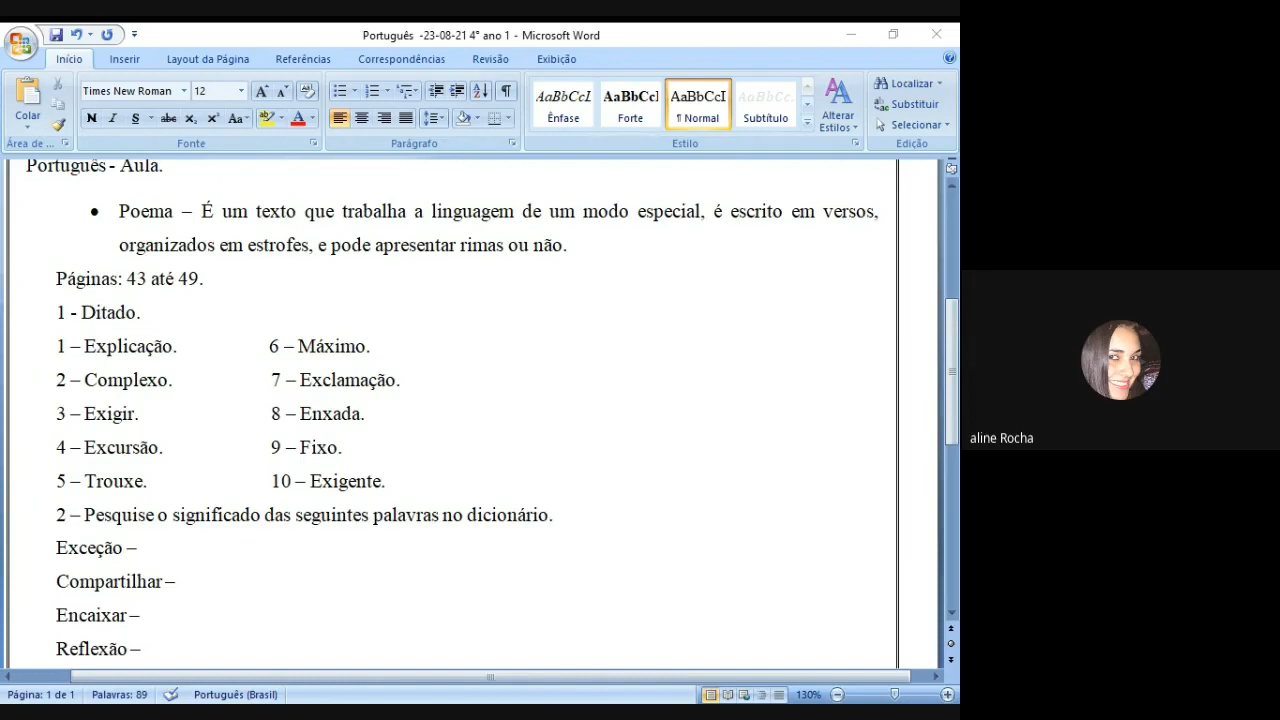 Português -23-08-21 4° ano 1 - Microsoft Word
Início Inserir Layout da Página Referências Correspondências Revisão Exibição
Times New Roman 12
Colar
N I S abc x₂ x² Aa
AaBbCcI AaBbCcI AaBbCcI AaBbCc.
Ênfase Forte ¶ Normal Subtítulo
Alterar Estilos
Localizar
Substituir
Selecionar
Área de ... Fonte Parágrafo Estilo Edição
Português - Aula.
• Poema – É um texto que trabalha a linguagem de um modo especial, é escrito em versos,
organizados em estrofes, e pode apresentar rimas ou não.
Páginas: 43 até 49.
1 - Ditado.
1 – Explicação. 6 – Máximo.
2 – Complexo. 7 – Exclamação.
3 – Exigir. 8 – Enxada.
4 – Excursão. 9 – Fixo.
5 – Trouxe. 10 – Exigente.
2 – Pesquise o significado das seguintes palavras no dicionário.
Exceção –
Compartilhar –
Encaixar –
Reflexão –
Página: 1 de 1 Palavras: 89 Português (Brasil) 130%
aline Rocha